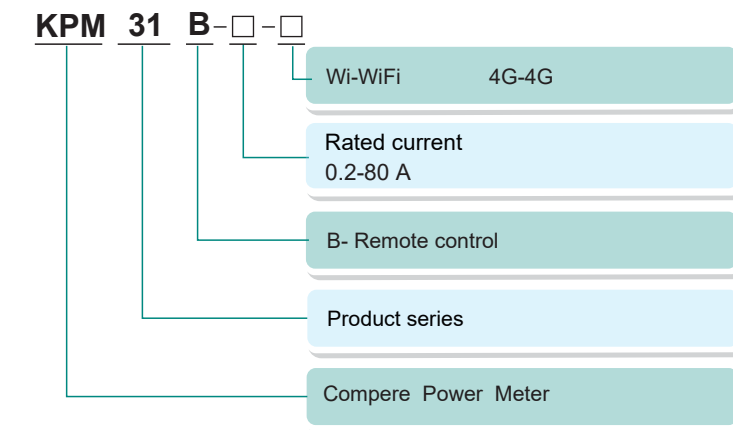 KPM 31 B-□-□
Wi-WiFi 4G-4G
Rated current
0.2-80 A
B- Remote control
Product series
Compere Power Meter